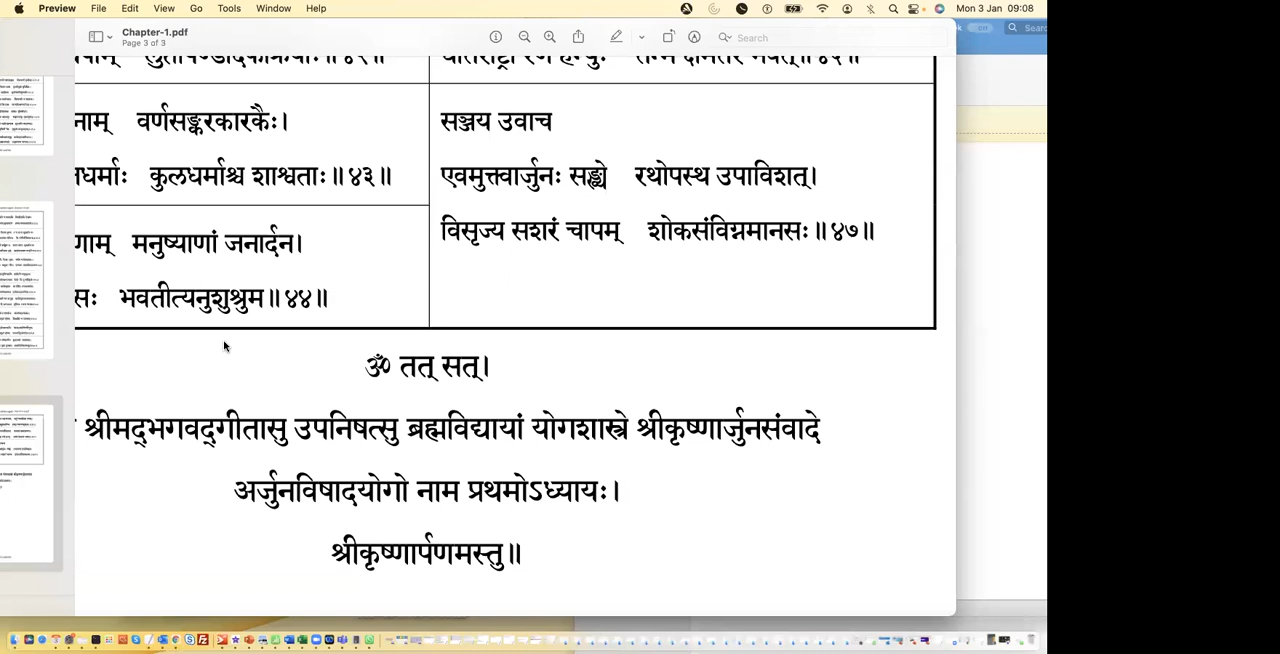 Preview File Edit View Go Tools Window Help Mon 3 Jan 09:08
Chapter-1.pdf
Page 3 of 3
Search
Sear
नाम् वर्णसङ्करकारकैः।
धर्माः कुलधर्माश्च शाश्वताः॥४३॥
णाम् मनुष्याणां जनार्दन।
सः भवतीत्यनुशुश्रुम॥४४॥
सञ्जय उवाच
एवमुक्त्वार्जुनः सङ्ख्ये रथोपस्थ उपाविशत्।
विसृज्य सशरं चापम् शोकसंविग्नमानसः॥४७॥
ॐ तत् सत्।
श्रीमद्भगवद्गीतासु उपनिषत्सु ब्रह्मविद्यायां योगशास्त्रे श्रीकृष्णार्जुनसंवादे
अर्जुनविषादयोगो नाम प्रथमोऽध्यायः।
श्रीकृष्णार्पणमस्तु॥